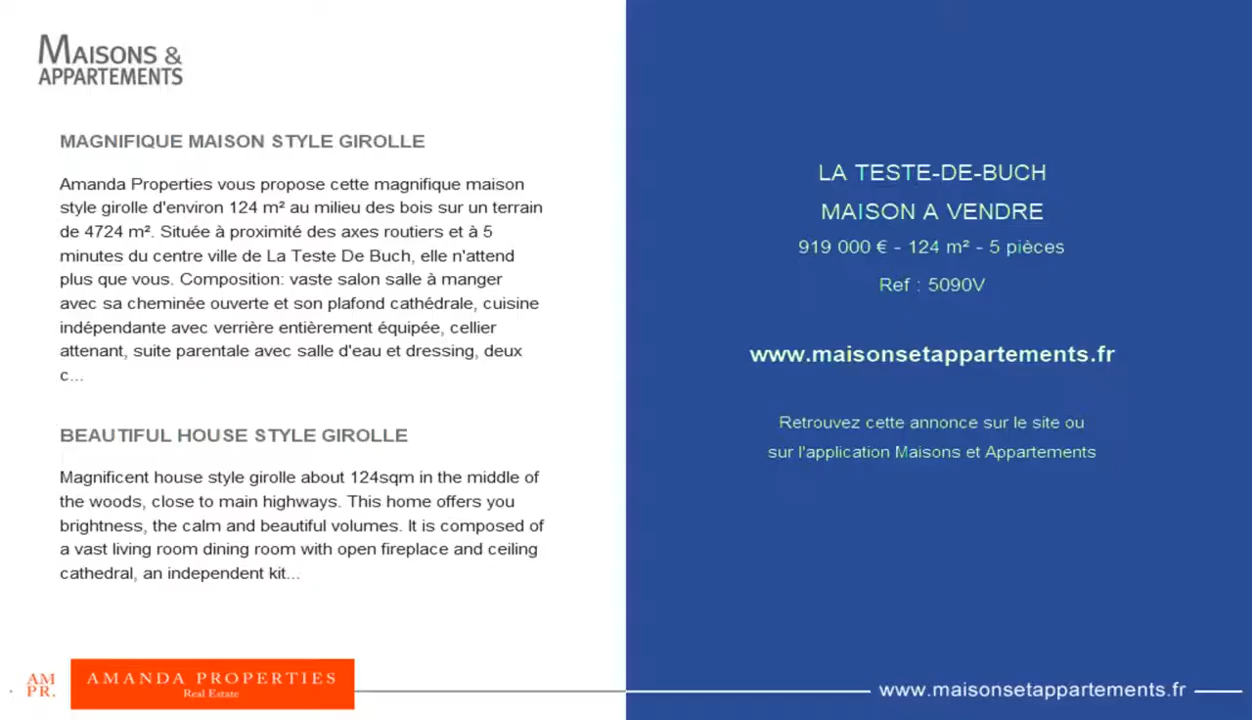 MAISONS &
APPARTEMENTS
MAGNIFIQUE MAISON STYLE GIROLLE
Amanda Properties vous propose cette magnifique maison
style girolle d'environ 124 m² au milieu des bois sur un terrain
de 4724 m². Située à proximité des axes routiers et à 5
minutes du centre ville de La Teste De Buch, elle n'attend
plus que vous. Composition: vaste salon salle à manger
avec sa cheminée ouverte et son plafond cathédrale, cuisine
indépendante avec verrière entièrement équipée, cellier
attenant, suite parentale avec salle d'eau et dressing, deux
c...
BEAUTIFUL HOUSE STYLE GIROLLE
Magnificent house style girolle about 124sqm in the middle of
the woods, close to main highways. This home offers you
brightness, the calm and beautiful volumes. It is composed of
a vast living room dining room with open fireplace and ceiling
cathedral, an independent kit...
AM
PR.
AMANDA PROPERTIES
Real Estate
LA TESTE-DE-BUCH
MAISON A VENDRE
919 000 € - 124 m² - 5 pièces
Ref : 5090V
www.maisonsetappartements.fr
Retrouvez cette annonce sur le site ou
sur l'application Maisons et Appartements
www.maisonsetappartements.fr